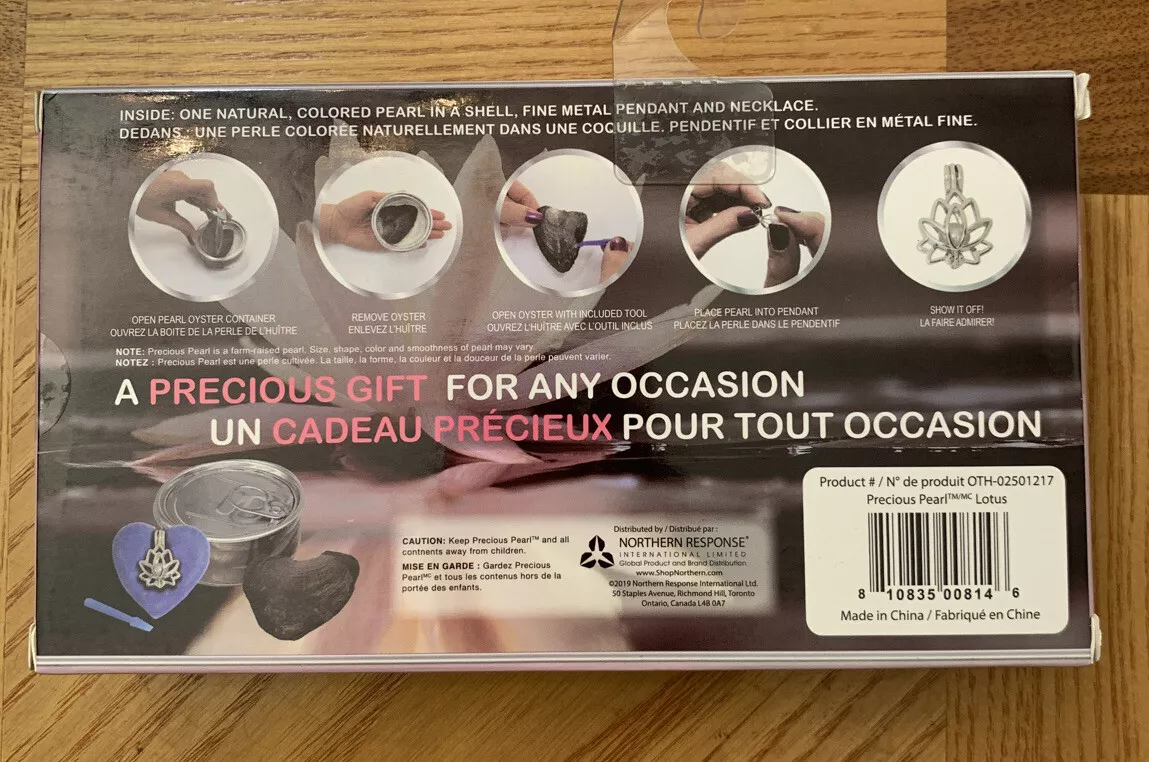 INSIDE: ONE NATURAL, COLORED PEARL IN A SHELL, FINE METAL PENDANT AND NECKLACE.
DEDANS : UNE PERLE COLORÉE NATURELLEMENT DANS UNE COQUILLE, PENDENTIF ET COLLIER EN MÉTAL FINE.
OPEN PEARL OYSTER CONTAINER
OUVREZ LA BOITE DE LA PERLE DE L'HUÎTRE
REMOVE OYSTER
ENLEVEZ L'HUÎTRE
OPEN OYSTER WITH INCLUDED TOOL
OUVREZ L'HUÎTRE AVEC L'OUTIL INCLUS
PLACE PEARL INTO PENDANT
PLACEZ LA PERLE DANS LE PENDENTIF
SHOW IT OFF!
LA FAIRE ADMIRER!
NOTE: Precious Pearl is a farm-raised pearl. Size, shape, color and smoothness of pearl may vary.
NOTEZ : Precious Pearl est une perle cultivée. La taille, la forme, la couleur et la douceur de la perle peuvent varier.
A PRECIOUS GIFT FOR ANY OCCASION
UN CADEAU PRÉCIEUX POUR TOUT OCCASION
CAUTION: Keep Precious Pearl™ and all
contnents away from children.
MISE EN GARDE : Gardez Precious
Pearl MC et tous les contenus hors de la
portée des enfants.
Distributed by / Distribué par :
NORTHERN RESPONSE®
INTERNATIONAL LIMITED
Global Product and Brand Distribution
www.ShopNorthern.com
©2019 Northern Response International Ltd.
50 Staples Avenue, Richmond Hill, Toronto
Ontario, Canada L4B 0A7
Product # / N° de produit OTH-02501217
Precious Pearl™/MC Lotus
8 10835 00814 6
Made in China / Fabriqué en Chine